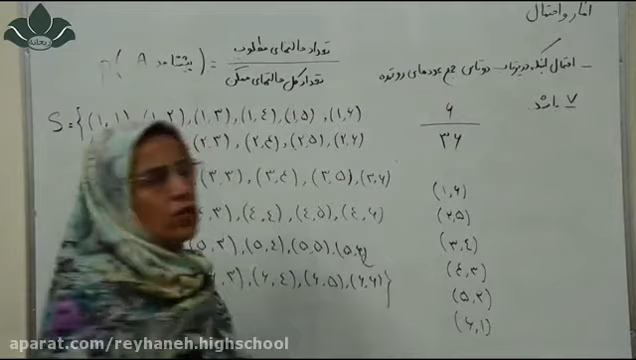 آمار و احتمال
p( A پیشامد ) = تعداد حالتهای مطلوب / تعداد کل حالتهای ممکن
_ احتمال اینکه در پرتاب دو تاس جمع عددهای رو شده
۷ باشد.
۶ / ۳۶
S = {(۱,۱), (۱,۲), (۱,۳), (۱,۴), (۱,۵), (۱,۶)
(۲,۳), (۲,۴), (۲,۵), (۲,۶)
(۳,۳), (۳,۴), (۳,۵), (۳,۶)
,۳), (۴,۴), (۴,۵), (۴,۶)
(۵,۳), (۵,۴), (۵,۵), (۵,۶)
,۳), (۶,۴), (۶,۵), (۶,۶)}
(۱,۶)
(۲,۵)
(۳,۴)
(۴,۳)
(۵,۲)
(۶,۱)
ریحانه
aparat.com/reyhaneh.highschool